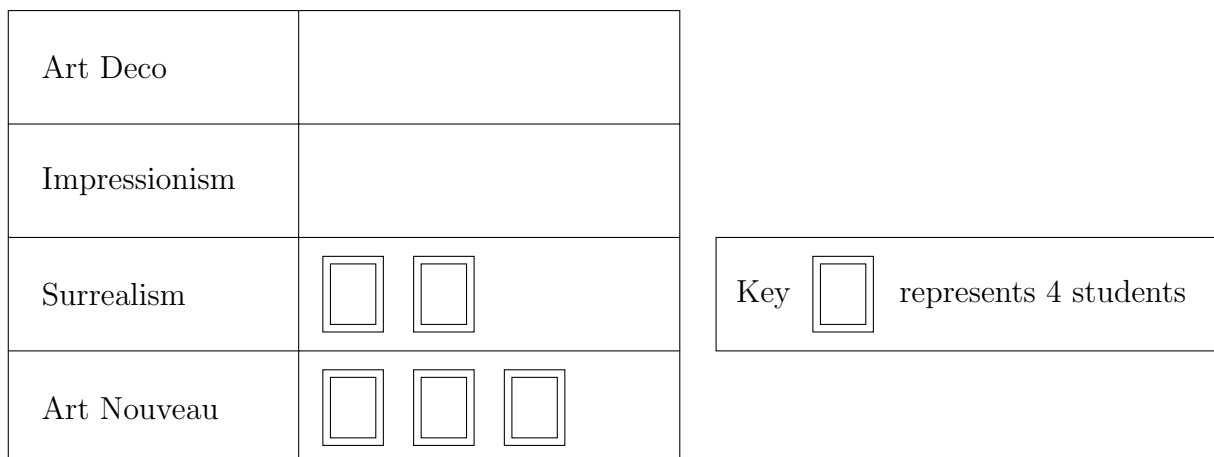 Art Deco
Impressionism
Surrealism
Key represents 4 students
Art Nouveau